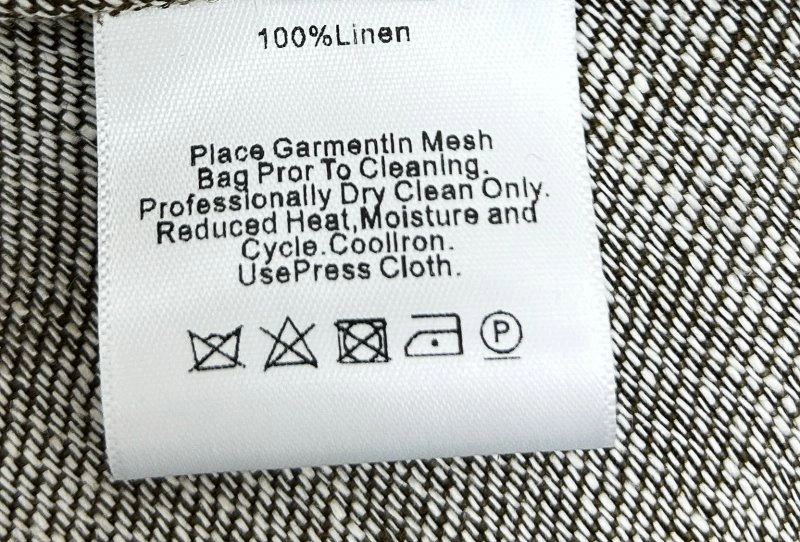 100%Linen
Place GarmentIn Mesh
Bag Pror To Cleaning.
Professionally Dry Clean Only.
Reduced Heat,Moisture and
Cycle.CoolIron.
UsePress Cloth.
P